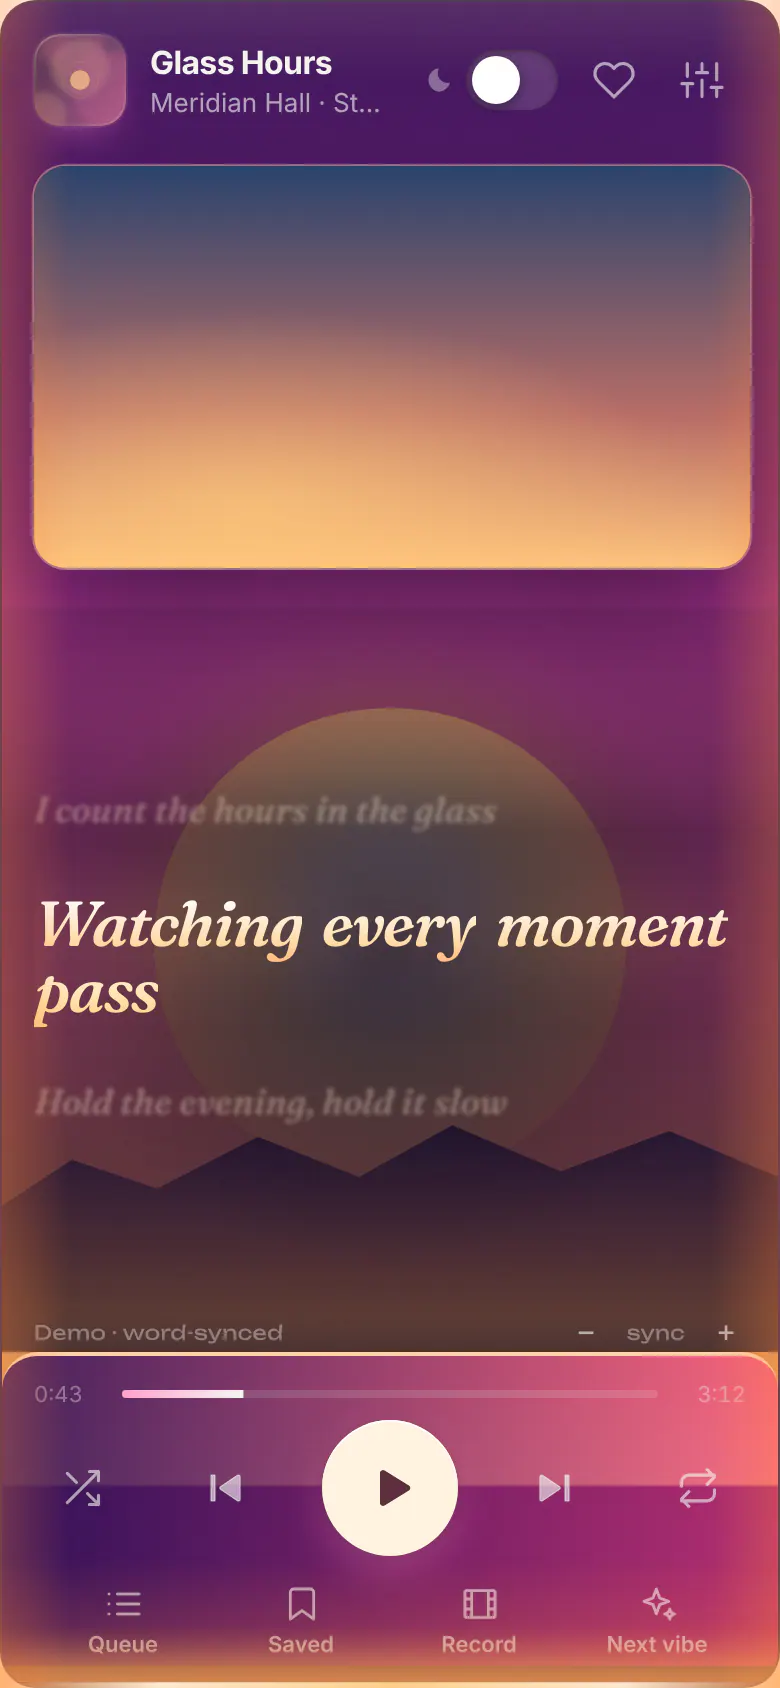 Glass Hours
Meridian Hall · St...
I count the hours in the glass
Watching every moment
pass
Hold the evening, hold it slow
Demo · word-synced
− sync +
0:43
3:12
Queue
Saved
Record
Next vibe